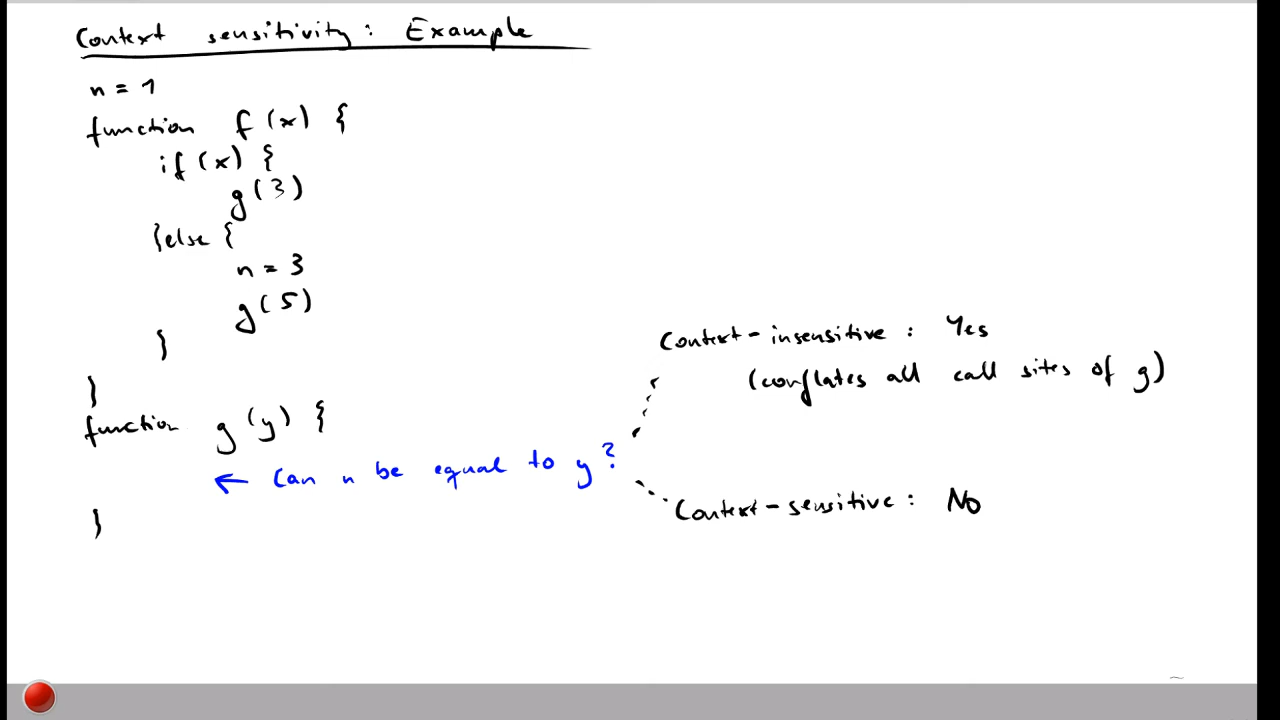 Context sensitivity: Example
n = 1
function f(x) {
if (x) {
g(3)
}else {
n = 3
g(5)
}
}
function g(y) {
← Can n be equal to y?
}
Context-insensitive: Yes
(conflates all call sites of g)
Context-sensitive: No